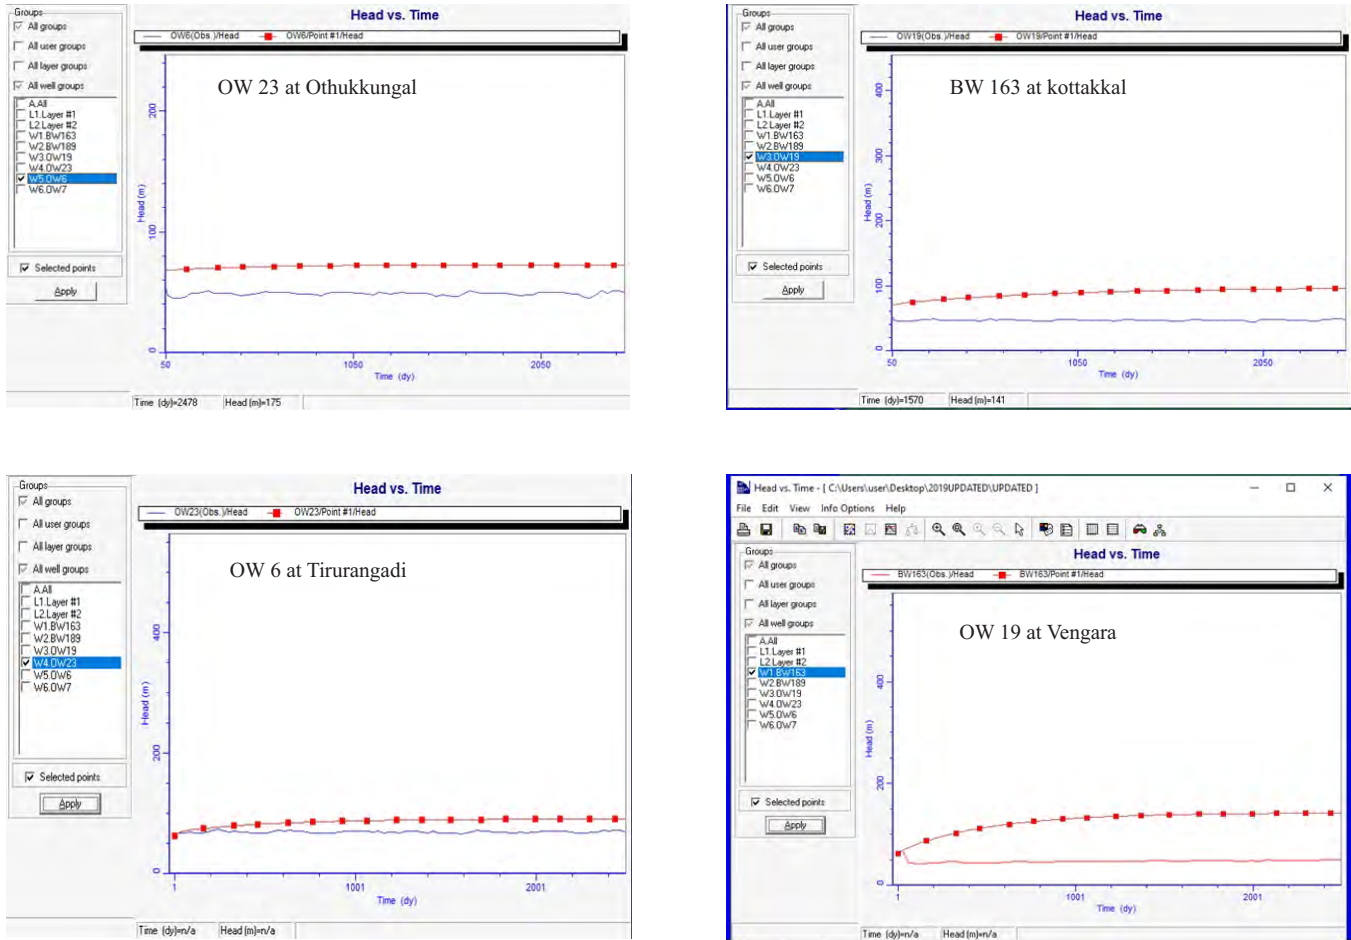 Groups
All groups
All user groups
All layer groups
All well groups
A.All
L1.Layer #1
L2.Layer #2
W1.BW163
W2.BW189
W3.OW19
W4.OW23
W5.OW6
W6.OW7
Selected points
Apply
Head vs. Time
OW6(Obs.)/Head OW6/Point #1/Head
OW 23 at Othukkungal
200
100
0
Head (m)
50 1050 2050
Time (dy)
Time (dy)=2478 Head (m)=175
Groups
All groups
All user groups
All layer groups
All well groups
A.All
L1.Layer #1
L2.Layer #2
W1.BW163
W2.BW189
W3.OW19
W4.OW23
W5.OW6
W6.OW7
Selected points
Apply
Head vs. Time
OW19(Obs.)/Head OW19/Point #1/Head
BW 163 at kottakkal
400
300
200
100
0
Head (m)
50 1050 2050
Time (dy)
Time (dy)=1570 Head (m)=141
Groups
All groups
All user groups
All layer groups
All well groups
A.All
L1.Layer #1
L2.Layer #2
W1.BW163
W2.BW189
W3.OW19
W4.OW23
W5.OW6
W6.OW7
Selected points
Apply
Head vs. Time
OW23(Obs.)/Head OW23/Point #1/Head
OW 6 at Tirurangadi
400
200
0
Head (m)
1 1001 2001
Time (dy)
Time (dy)=n/a Head (m)=n/a
Head vs. Time - [ C:\Users\user\Desktop\2019UPDATED\UPDATED ]
File Edit View Info Options Help
Groups
All groups
All user groups
All layer groups
All well groups
A.All
L1.Layer #1
L2.Layer #2
W1.BW163
W2.BW189
W3.OW19
W4.OW23
W5.OW6
W6.OW7
Selected points
Apply
Head vs. Time
BW163(Obs.)/Head BW163/Point #1/Head
OW 19 at Vengara
400
200
0
Head (m)
1 1001 2001
Time (dy)
Time (dy)=n/a Head (m)=n/a